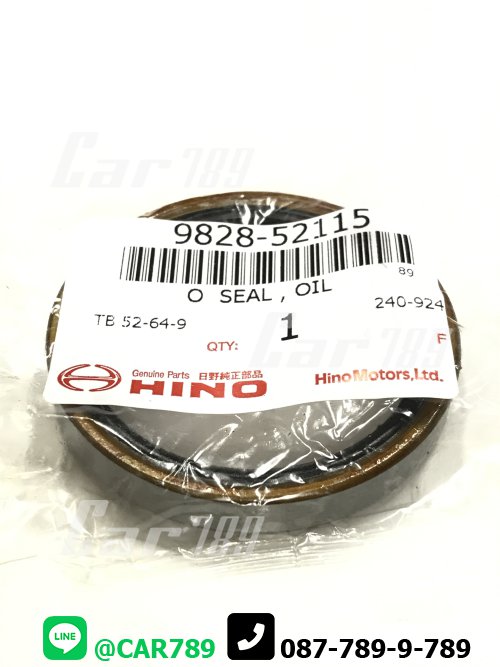 Car789
9828-52115
89
O SEAL , OIL
TB 52-64-9
240-924
QTY: 1
F
Genuine Parts 日野純正部品
HINO
HinoMotors,Ltd.
Car789
LINE
@CAR789
087-789-9-789